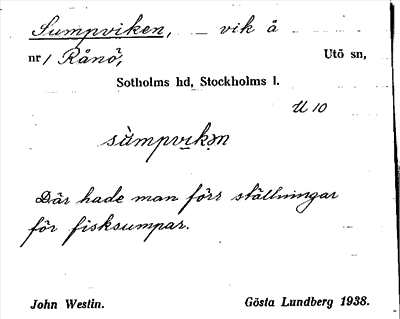 Sumpviken, vik å
nr 1 Rånö, Utö sn,
Sotholms hd, Stockholms l.
U 10
sùmpvikən
Där hade man förr ställningar
för fisksumpar.
John Westin. Gösta Lundberg 1938.